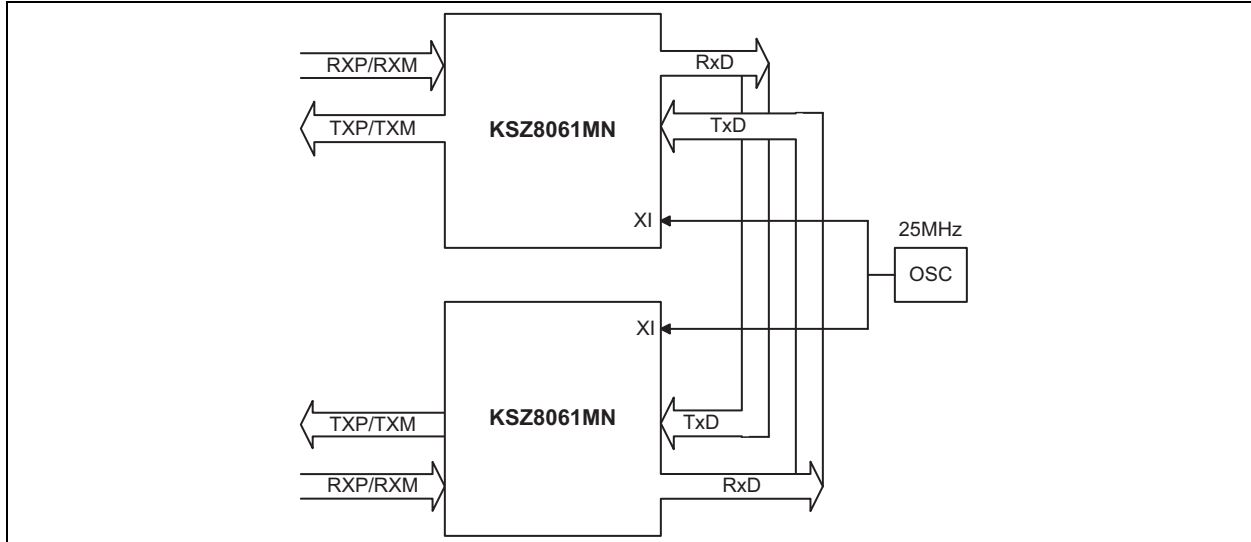 RXP/RXM
RxD
TXP/TXM
KSZ8061MN
TxD
XI
25MHz
OSC
XI
TXP/TXM
KSZ8061MN
TxD
RXP/RXM
RxD